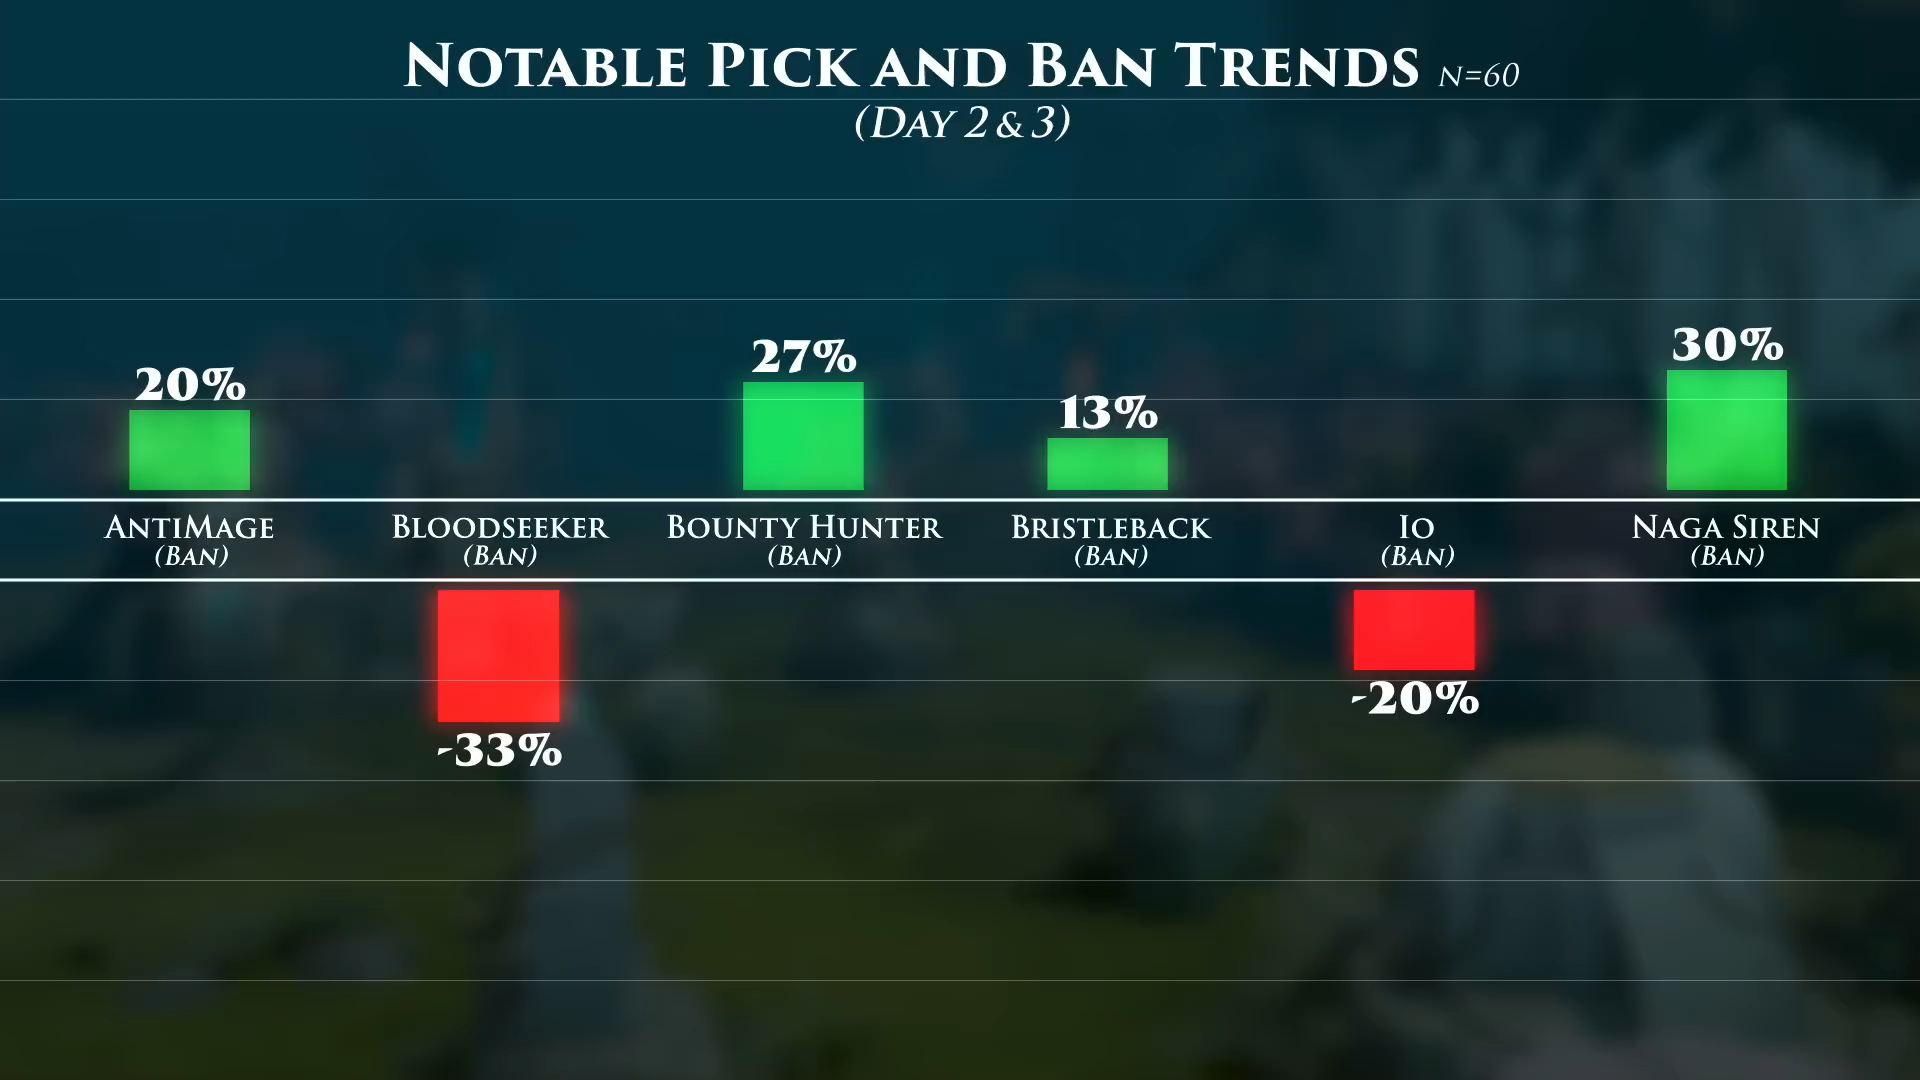 Notable Pick and Ban Trends N=60
(Day 2 & 3)
20%
27%
13%
30%
AntiMage
(Ban)
Bloodseeker
(Ban)
Bounty Hunter
(Ban)
Bristleback
(Ban)
Io
(Ban)
Naga Siren
(Ban)
-33%
-20%